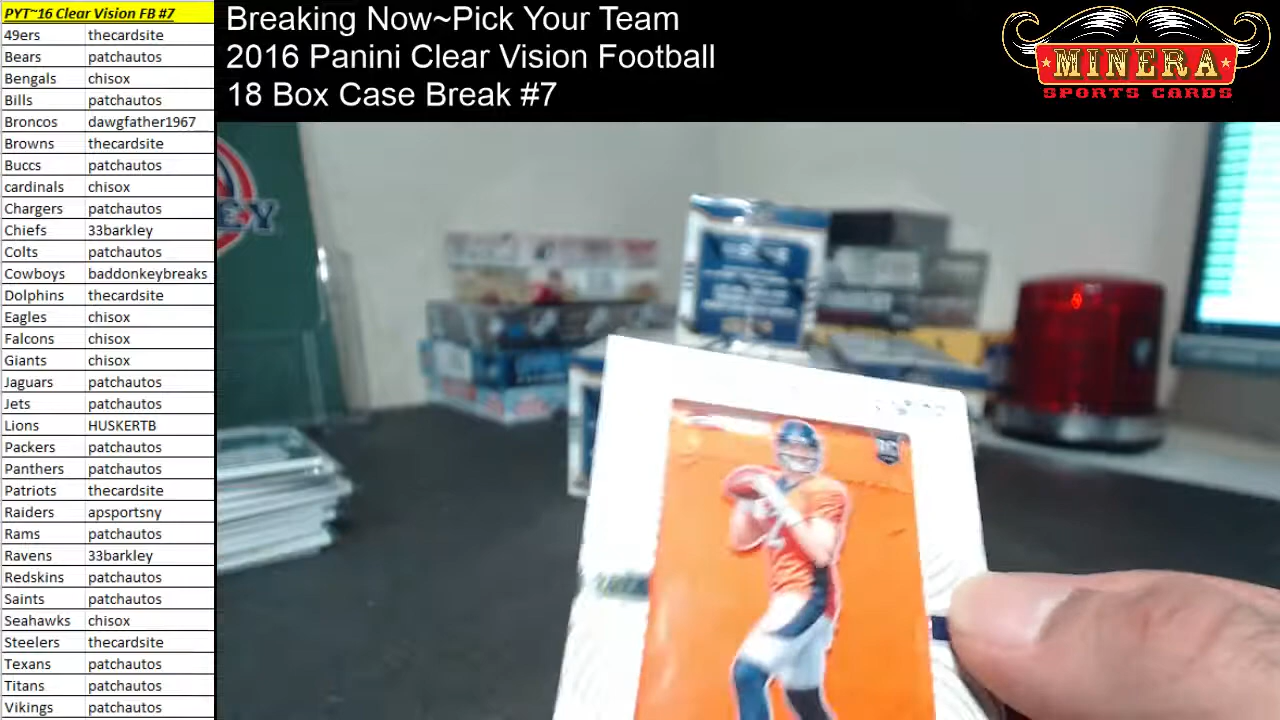 PYT~16 Clear Vision FB #7
49ers thecardsite
Bears patchautos
Bengals chisox
Bills patchautos
Broncos dawgfather1967
Browns thecardsite
Buccs patchautos
cardinals chisox
Chargers patchautos
Chiefs 33barkley
Colts patchautos
Cowboys baddonkeybreaks
Dolphins thecardsite
Eagles chisox
Falcons chisox
Giants chisox
Jaguars patchautos
Jets patchautos
Lions HUSKERTB
Packers patchautos
Panthers patchautos
Patriots thecardsite
Raiders apsportsny
Rams patchautos
Ravens 33barkley
Redskins patchautos
Saints patchautos
Seahawks chisox
Steelers thecardsite
Texans patchautos
Titans patchautos
Vikings patchautos
Breaking Now~Pick Your Team
2016 Panini Clear Vision Football
18 Box Case Break #7
MINERA
SPORTS CARDS
EY